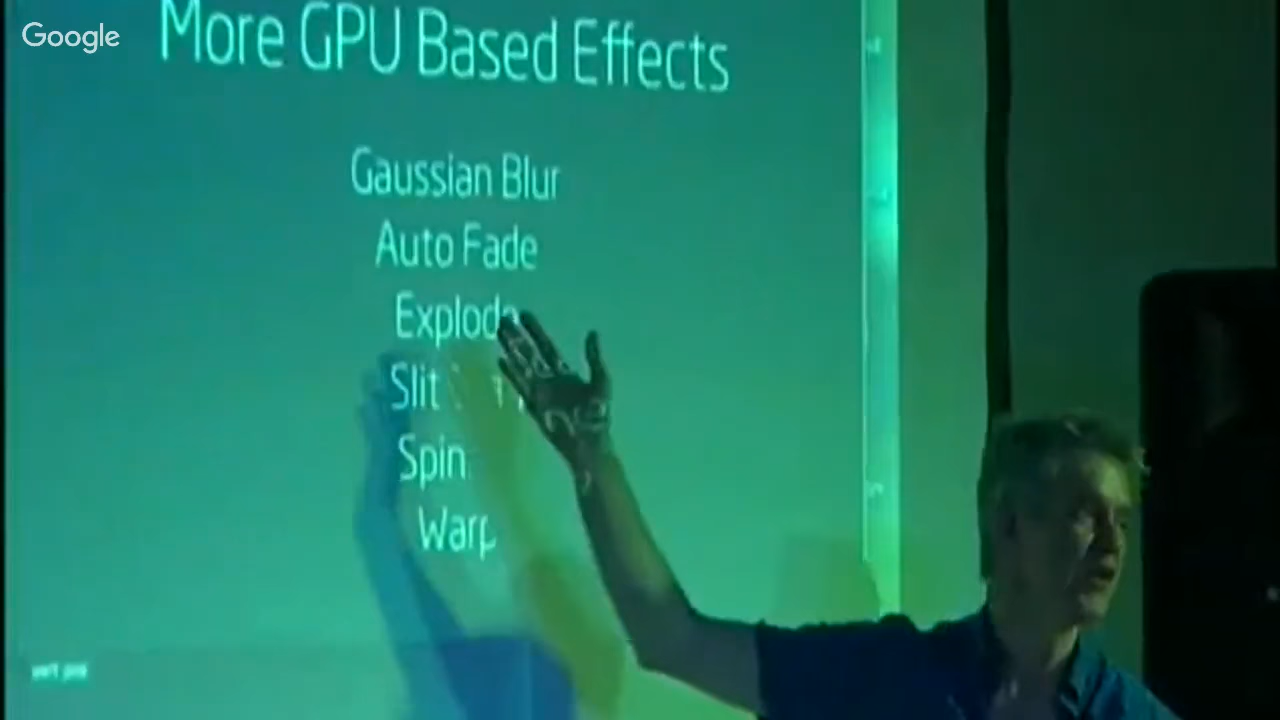 Google
More GPU Based Effects
Gaussian Blur
Auto Fade
Explode
Slit
Spin
Warp